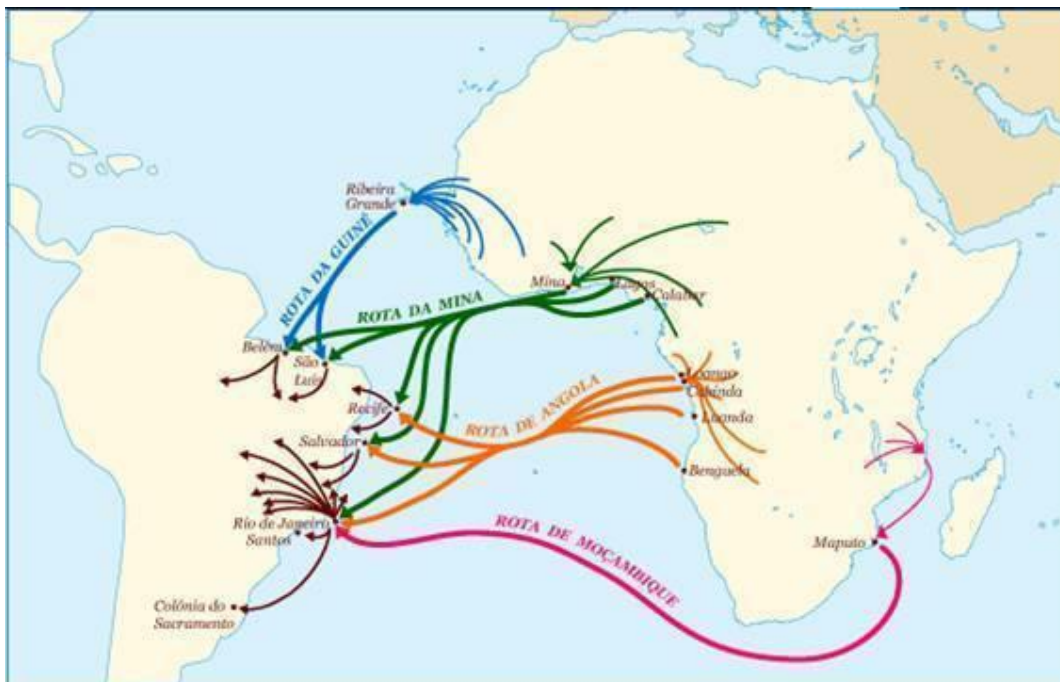 Ribeira
Grande
ROTA DA GUINÉ
ROTA DA MINA
Mina
Lagos
Calabar
Belém
São
Luís
Recife
ROTA DE ANGOLA
Loango
Cabinda
Luanda
Salvador
Benguela
Rio de Janeiro
Santos
ROTA DE MOÇAMBIQUE
Maputo
Colônia do
Sacramento